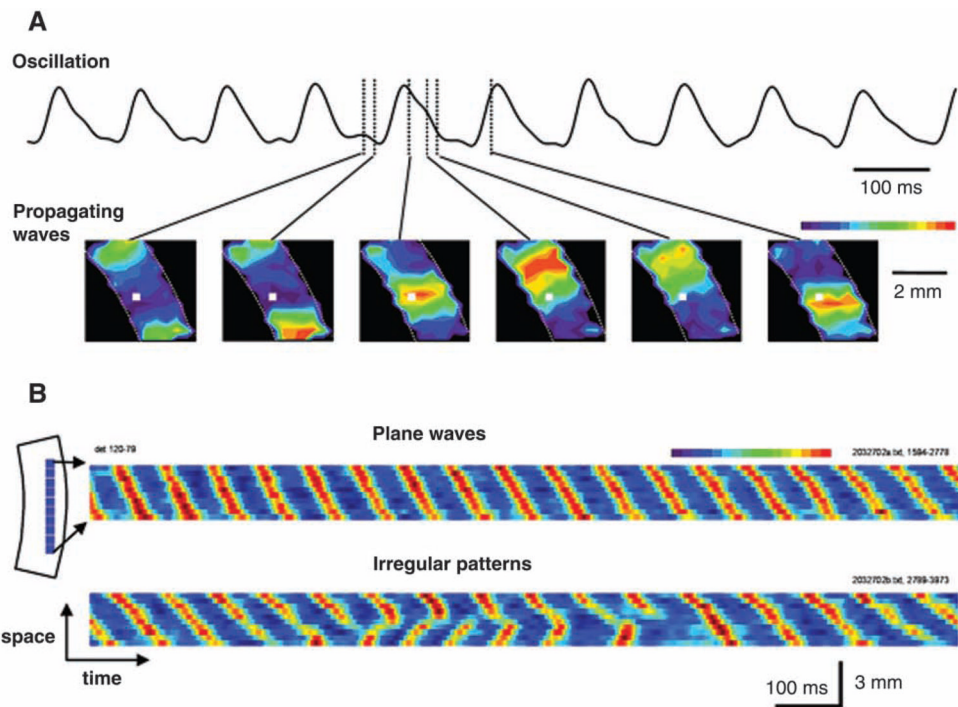 A
Oscillation
100 ms
Propagating
waves
2 mm
B
Plane waves
det 120-79
2032702a.txt, 1594-2778
Irregular patterns
2032702b.txt, 2789-3973
space
time
100 ms
3 mm